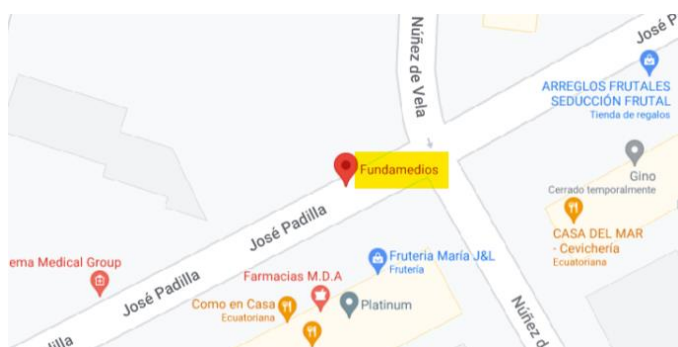 José P
Núñez de Vela
ARREGLOS FRUTALES
SEDUCCIÓN FRUTAL
Tienda de regalos
Fundamedios
Gino
Cerrado temporalmente
José Padilla
CASA DEL MAR
- Cevichería
Ecuatoriana
ema Medical Group
Fruteria María J&L
Frutería
José Padilla
Farmacias M.D.A
Como en Casa
Ecuatoriana
Platinum
Núñez d
dilla